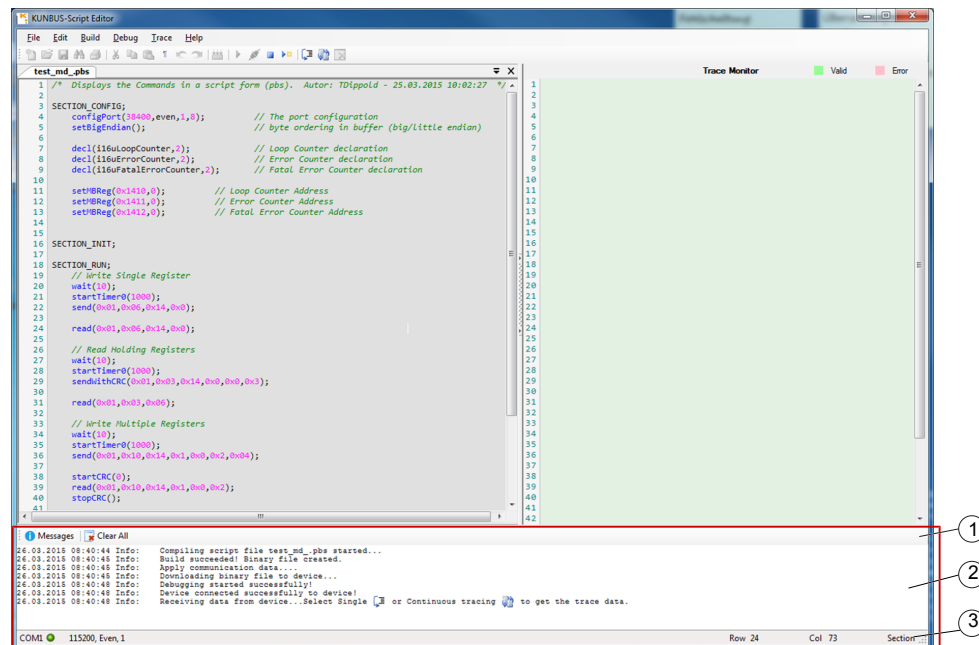 KUNBUS-Script Editor
File Edit Build Debug Trace Help
test_md_.pbs
Trace Monitor Valid Error
1 /* Displays the Commands in a script form (pbs). Autor: TDippold - 25.03.2015 10:02:27 */
2
3 SECTION_CONFIG;
4 configPort(38400,even,1,8); // The port configuration
5 setBigEndian(); // byte ordering in buffer (big/little endian)
6
7 decl(i16uLoopCounter,2); // Loop Counter declaration
8 decl(i16uErrorCounter,2); // Error Counter declaration
9 decl(i16uFatalErrorCounter,2); // Fatal Error Counter declaration
10
11 setMBReg(0x1410,0); // Loop Counter Address
12 setMBReg(0x1411,0); // Error Counter Address
13 setMBReg(0x1412,0); // Fatal Error Counter Address
14
15
16 SECTION_INIT;
17
18 SECTION_RUN;
19 // Write Single Register
20 wait(10);
21 startTimer0(1000);
22 send(0x01,0x06,0x14,0x0);
23
24 read(0x01,0x06,0x14,0x0);
25
26 // Read Holding Registers
27 wait(10);
28 startTimer0(1000);
29 sendWithCRC(0x01,0x03,0x14,0x0,0x0,0x3);
30
31 read(0x01,0x03,0x06);
32
33 // Write Multiple Registers
34 wait(10);
35 startTimer0(1000);
36 send(0x01,0x10,0x14,0x1,0x0,0x2,0x04);
37
38 startCRC(0);
39 read(0x01,0x10,0x14,0x1,0x0,0x2);
40 stopCRC();
41
1
2
3
4
5
6
7
8
9
10
11
12
13
14
15
16
17
18
19
20
21
22
23
24
25
26
27
28
29
30
31
32
33
34
35
36
37
38
39
40
41
42
Messages Clear All
1
26.03.2015 08:40:44 Info: Compiling script file test_md_.pbs started...
26.03.2015 08:40:45 Info: Build succeeded! Binary file created.
26.03.2015 08:40:45 Info: Apply communication data....
26.03.2015 08:40:45 Info: Downloading binary file to device...
26.03.2015 08:40:48 Info: Debugging started successfully!
26.03.2015 08:40:48 Info: Device connected successfully to device!
26.03.2015 08:40:48 Info: Receiving data from device...Select Single or Continuous tracing to get the trace data.
2
COM1 115200, Even, 1 Row 24 Col 73 Section
3